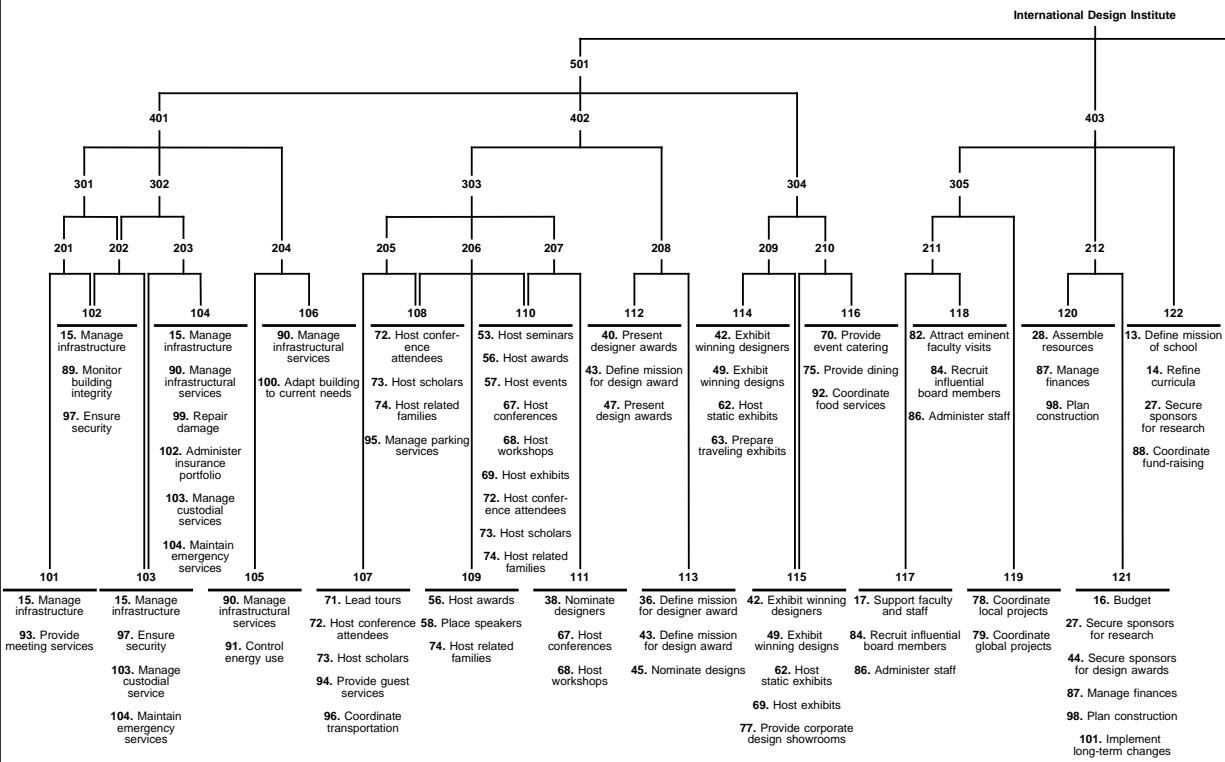 International Design Institute
501
401
402
403
301
302
303
304
305
201
202
203
204
205
206
207
208
209
210
211
212
102
15. Manage
infrastructure
89. Monitor
building
integrity
97. Ensure
security
104
15. Manage
infrastructure
90. Manage
infrastructural
services
99. Repair
damage
102. Administer
insurance
portfolio
103. Manage
custodial
services
104. Maintain
emergency
services
106
90. Manage
infrastructural
services
100. Adapt building
to current needs
108
72. Host confer-
ence
attendees
73. Host scholars
74. Host related
families
95. Manage parking
services
110
53. Host seminars
56. Host awards
57. Host events
67. Host
conferences
68. Host
workshops
69. Host exhibits
72. Host confer-
ence attendees
73. Host scholars
74. Host related
families
112
40. Present
designer awards
43. Define mission
for design award
47. Present
design awards
114
42. Exhibit
winning designers
49. Exhibit
winning designs
62. Host
static exhibits
63. Prepare
traveling exhibits
116
70. Provide
event catering
75. Provide dining
92. Coordinate
food services
118
82. Attract eminent
faculty visits
84. Recruit
influential
board members
86. Administer staff
120
28. Assemble
resources
87. Manage
finances
98. Plan
construction
122
13. Define mission
of school
14. Refine
curricula
27. Secure
sponsors
for research
88. Coordinate
fund-raising
101
15. Manage
infrastructure
93. Provide
meeting services
103
15. Manage
infrastructure
97. Ensure
security
103. Manage
custodial
service
104. Maintain
emergency
services
105
90. Manage
infrastructural
services
91. Control
energy use
107
71. Lead tours
72. Host conference
attendees
73. Host scholars
94. Provide guest
services
96. Coordinate
transportation
109
56. Host awards
58. Place speakers
74. Host related
families
111
38. Nominate
designers
67. Host
conferences
68. Host
workshops
113
36. Define mission
for designer award
43. Define mission
for design award
45. Nominate designs
115
42. Exhibit winning
designers
49. Exhibit
winning designs
62. Host
static exhibits
69. Host exhibits
77. Provide corporate
design showrooms
117
17. Support faculty
and staff
84. Recruit influential
board members
86. Administer staff
119
78. Coordinate
local projects
79. Coordinate
global projects
121
16. Budget
27. Secure sponsors
for research
44. Secure sponsors
for design awards
87. Manage finances
98. Plan construction
101. Implement
long-term changes